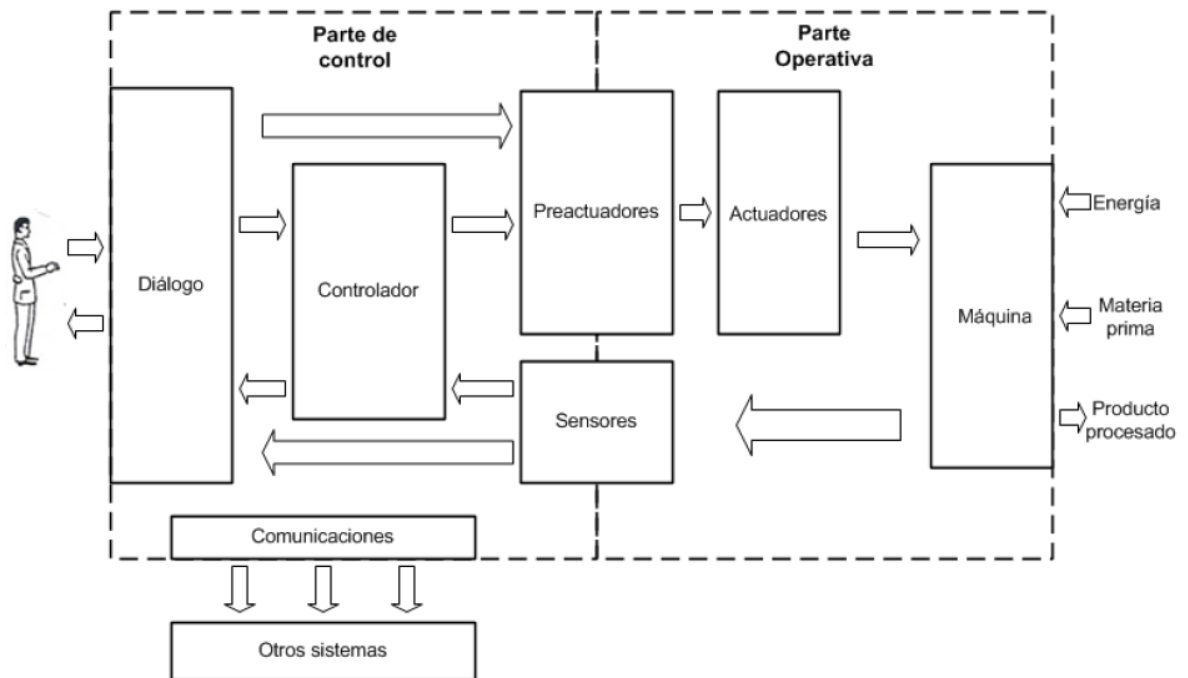 Parte de
control
Parte
Operativa
Diálogo
Controlador
Preactuadores
Actuadores
Máquina
Sensores
Energía
Materia
prima
Producto
procesado
Comunicaciones
Otros sistemas